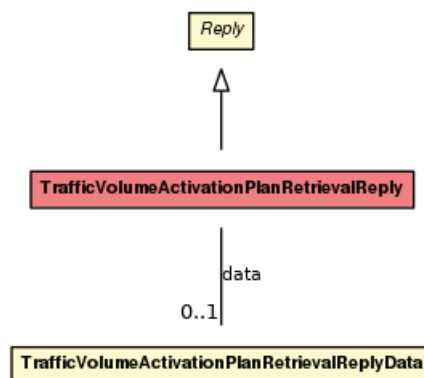 Reply
TrafficVolumeActivationPlanRetrievalReply
data
0..1
TrafficVolumeActivationPlanRetrievalReplyData